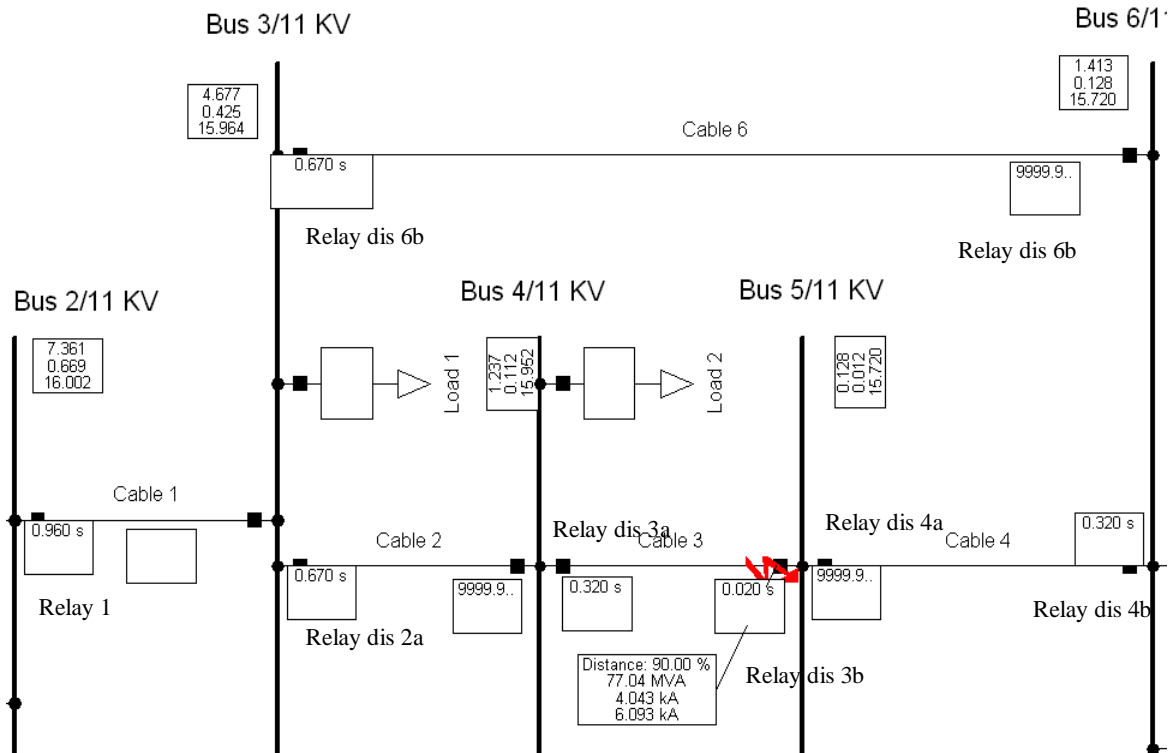 Bus 3/11 KV
Bus 6/11
4.677
0.425
15.964
1.413
0.128
15.720
Cable 6
0.670 s
9999.9..
Relay dis 6b
Relay dis 6b
Bus 2/11 KV
Bus 4/11 KV
Bus 5/11 KV
7.361
0.669
16.002
Load 1
1.237
0.112
15.952
Load 2
0.128
0.012
15.720
Cable 1
0.960 s
Relay 1
Cable 2
0.670 s
9999.9..
Relay dis 2a
Relay dis 3a
Cable 3
0.320 s
0.020 s
Relay dis 4a
Cable 4
0.320 s
9999.9..
Relay dis 4b
Distance: 90.00 %
77.04 MVA
4.043 kA
6.093 kA
Relay dis 3b